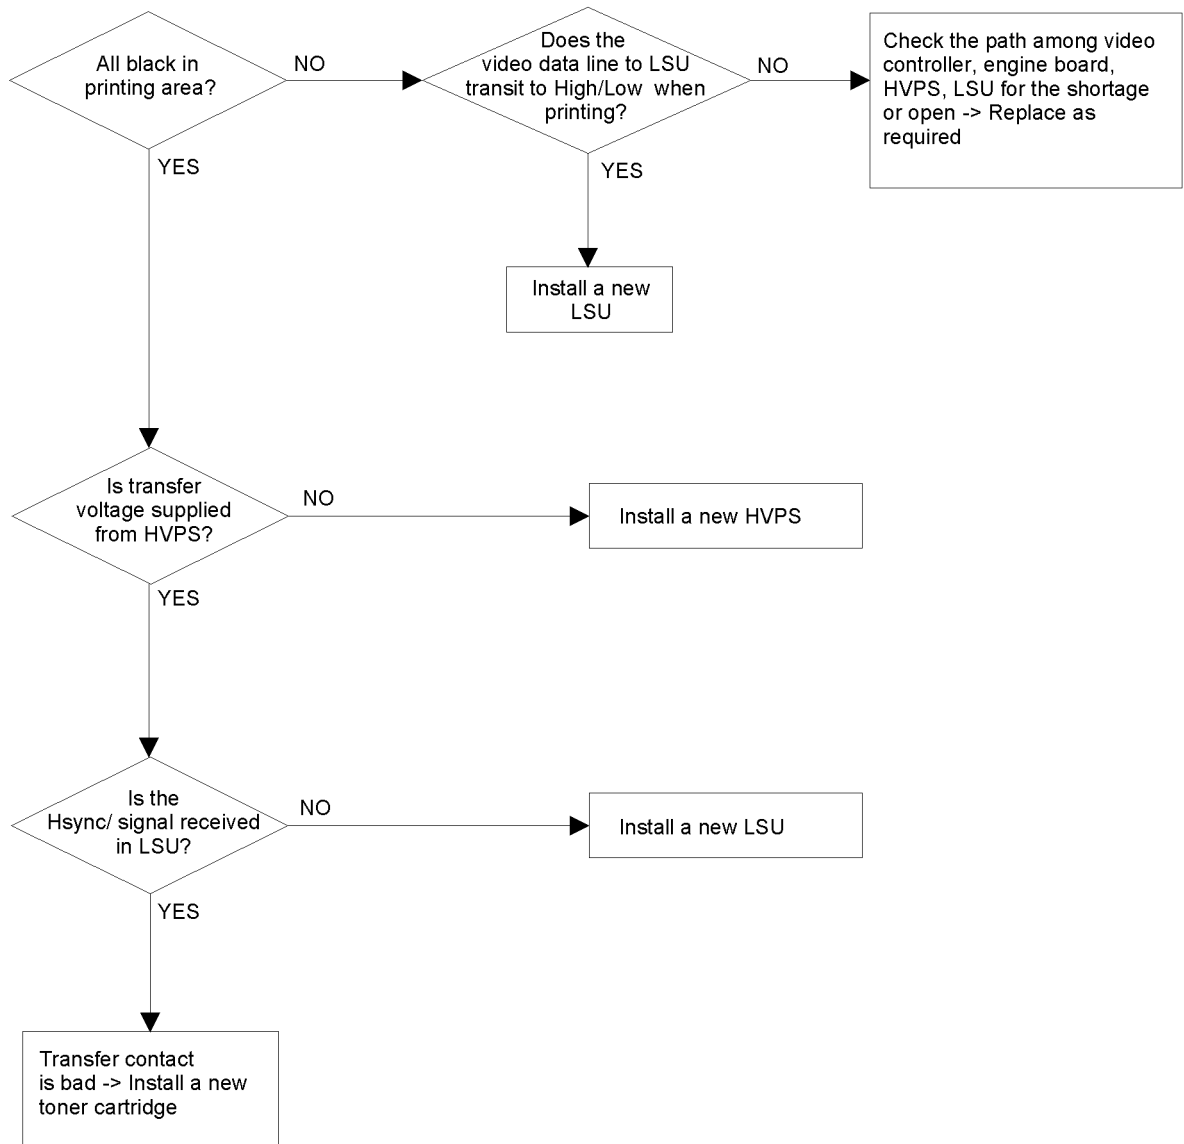 All black in
printing area?
NO
YES
Does the
video data line to LSU
transit to High/Low when
printing?
NO
YES
Check the path among video
controller, engine board,
HVPS, LSU for the shortage
or open -> Replace as
required
Install a new
LSU
Is transfer
voltage supplied
from HVPS?
NO
YES
Install a new HVPS
Is the
Hsync/ signal received
in LSU?
NO
YES
Install a new LSU
Transfer contact
is bad -> Install a new
toner cartridge